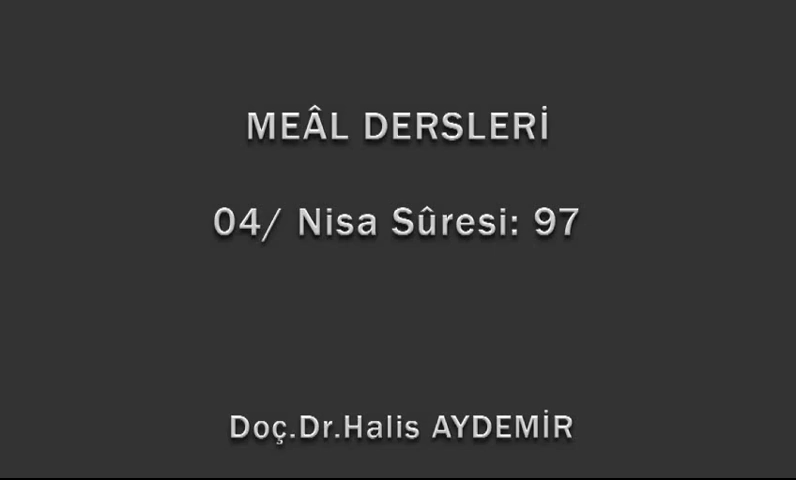 MEÂL DERSLERİ
04/ Nisa Sûresi: 97
Doç.Dr.Halis AYDEMİR